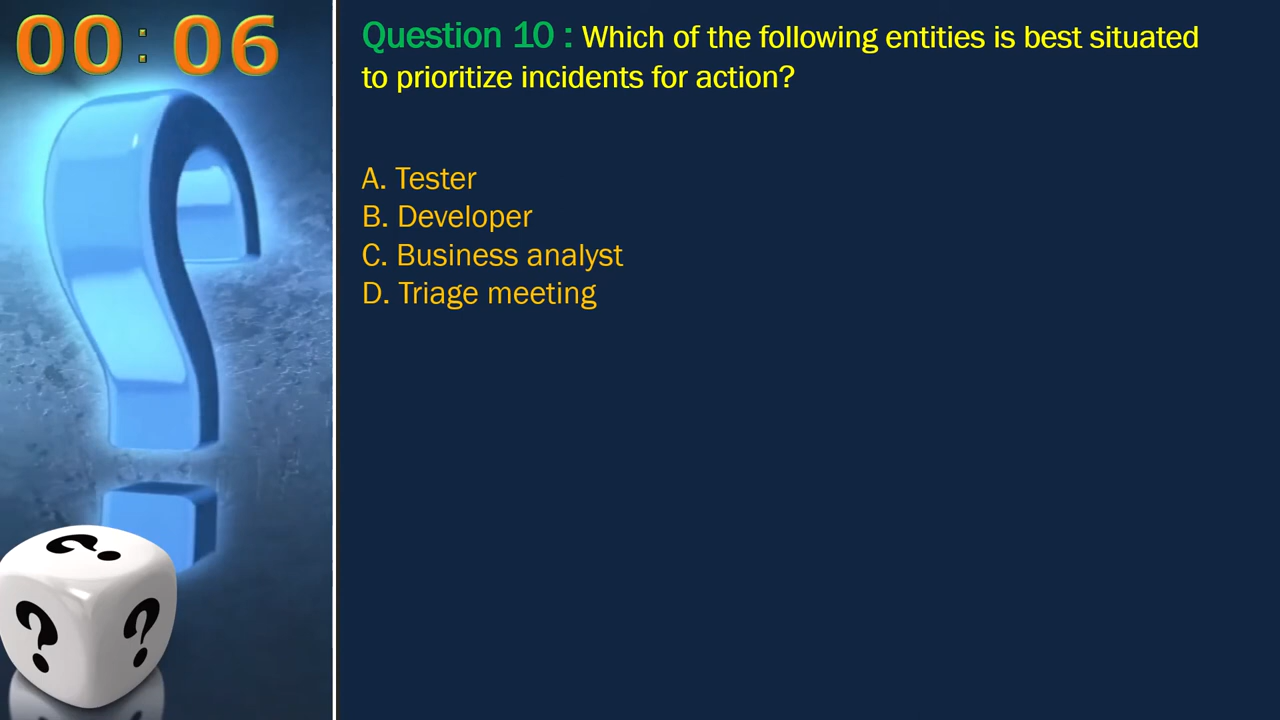 00:06
Question 10 : Which of the following entities is best situated
to prioritize incidents for action?
A. Tester
B. Developer
C. Business analyst
D. Triage meeting